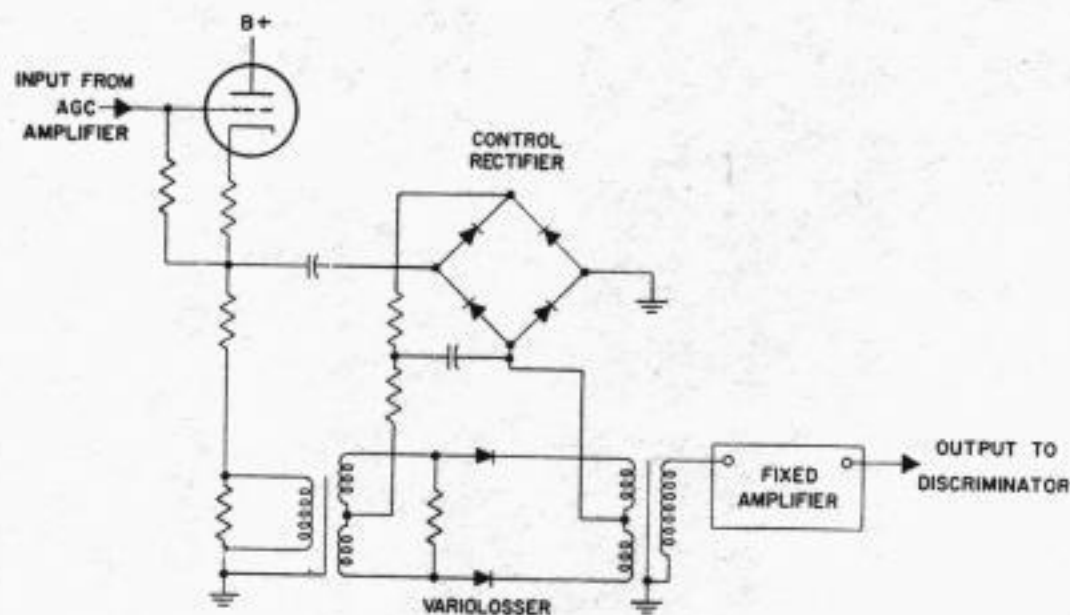 B+
INPUT FROM
AGC
AMPLIFIER
CONTROL
RECTIFIER
FIXED
AMPLIFIER
OUTPUT TO
DISCRIMINATOR
VARIOLOSSER